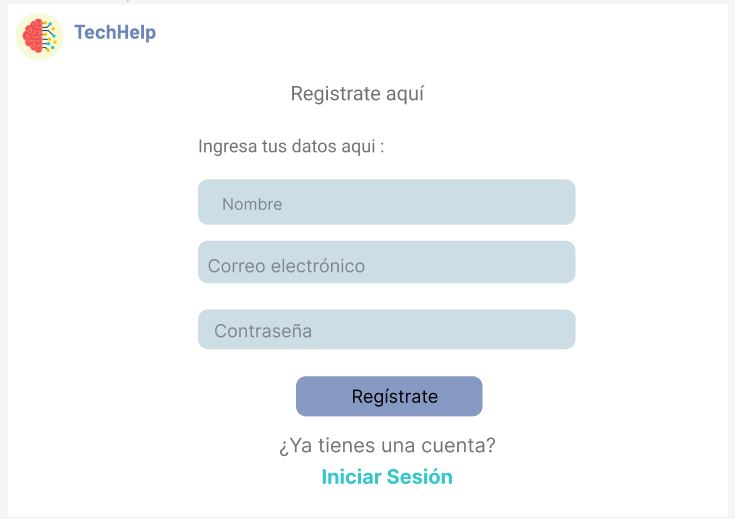 TechHelp
Registrate aquí
Ingresa tus datos aqui :
Nombre
Correo electrónico
Contraseña
Regístrate
¿Ya tienes una cuenta?
Iniciar Sesión